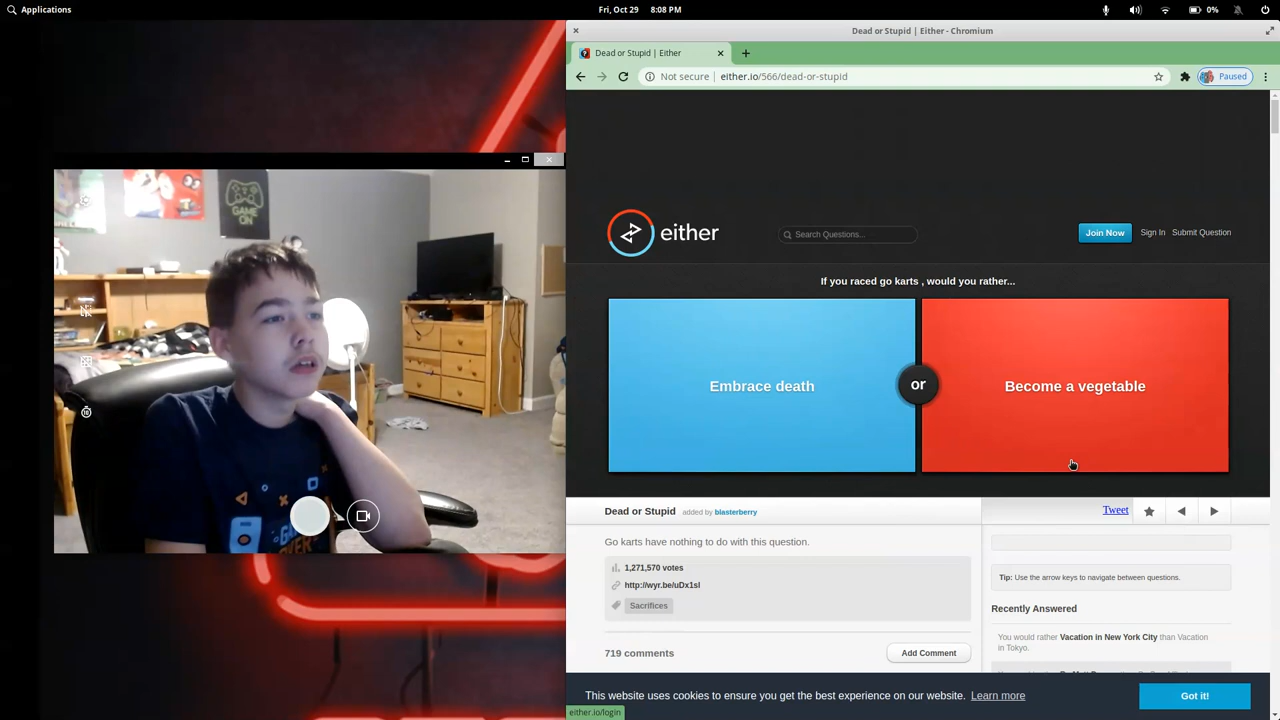 Applications
Fri, Oct 29 8:08 PM
0%
Dead or Stupid | Either - Chromium
Dead or Stupid | Either
Not secure either.io/566/dead-or-stupid
Paused
GAME
ON
either
Search Questions...
Join Now
Sign In
Submit Question
If you raced go karts , would you rather...
Embrace death
or
Become a vegetable
Dead or Stupid added by blasterberry
Tweet
Go karts have nothing to do with this question.
1,271,570 votes
http://wyr.be/uDx1sI
Sacrifices
719 comments
Add Comment
Tip: Use the arrow keys to navigate between questions.
Recently Answered
You would rather Vacation in New York City than Vacation
in Tokyo.
This website uses cookies to ensure you get the best experience on our website. Learn more
Got it!
either.io/login